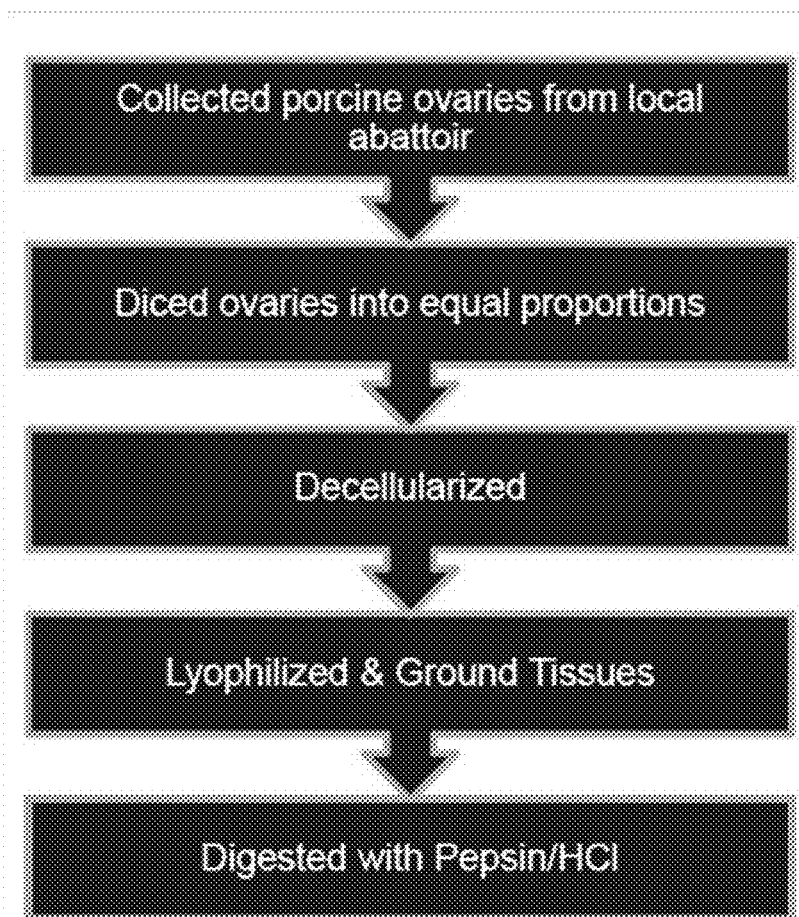 Collected porcine ovaries from local
abattoir
Diced ovaries into equal proportions
Decellularized
Lyophilized & Ground Tissues
Digested with Pepsin/HCl